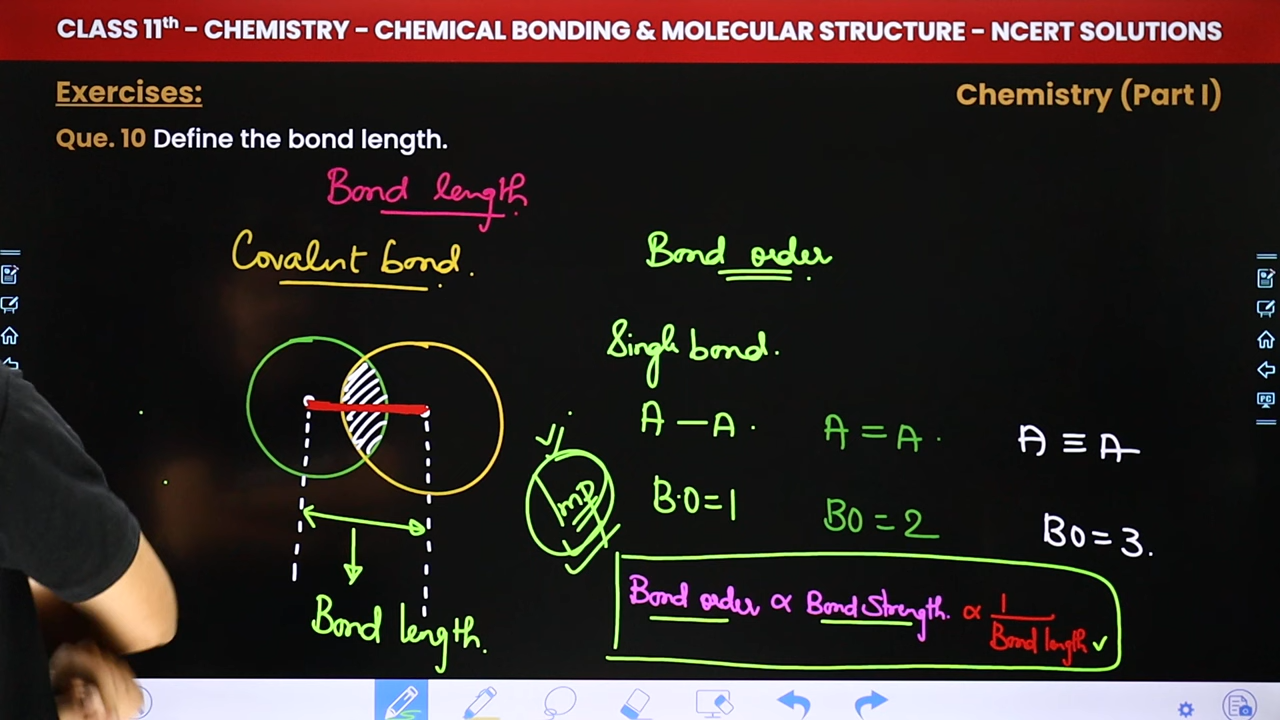 CLASS 11th – CHEMISTRY – CHEMICAL BONDING & MOLECULAR STRUCTURE – NCERT SOLUTIONS
Exercises:
Chemistry (Part I)
Que. 10 Define the bond length.
Bond length
Covalent bond.
Bond length.
Bond order
Single bond.
A — A. A = A. A ≡ A
B.O = 1 BO = 2 BO = 3.
Imp
Bond order ∝ Bond Strength. ∝ 1/Bond length ✓
PC